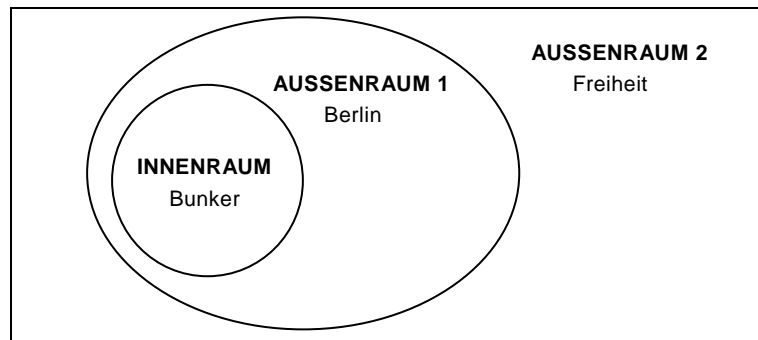 AUSSENRAUM 2
Freiheit
AUSSENRAUM 1
Berlin
INNENRAUM
Bunker